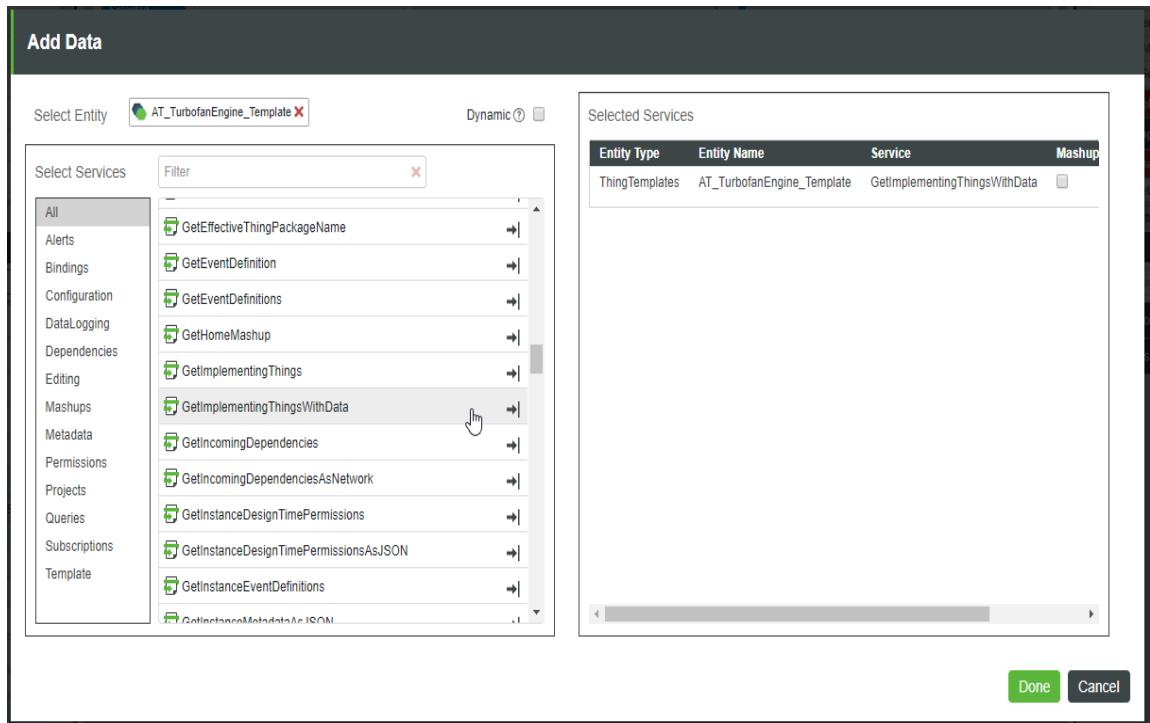 Add Data
Select Entity
AT_TurbofanEngine_Template
Dynamic
Select Services
Filter
All
Alerts
Bindings
Configuration
DataLogging
Dependencies
Editing
Mashups
Metadata
Permissions
Projects
Queries
Subscriptions
Template
GetEffectiveThingPackageName
GetEventDefinition
GetEventDefinitions
GetHomeMashup
GetImplementingThings
GetImplementingThingsWithData
GetIncomingDependencies
GetIncomingDependenciesAsNetwork
GetInstanceDesignTimePermissions
GetInstanceDesignTimePermissionsAsJSON
GetInstanceEventDefinitions
GetInstanceMetadataAsJSON
Selected Services
Entity Type Entity Name Service Mashup
ThingTemplates AT_TurbofanEngine_Template GetImplementingThingsWithData
Done Cancel